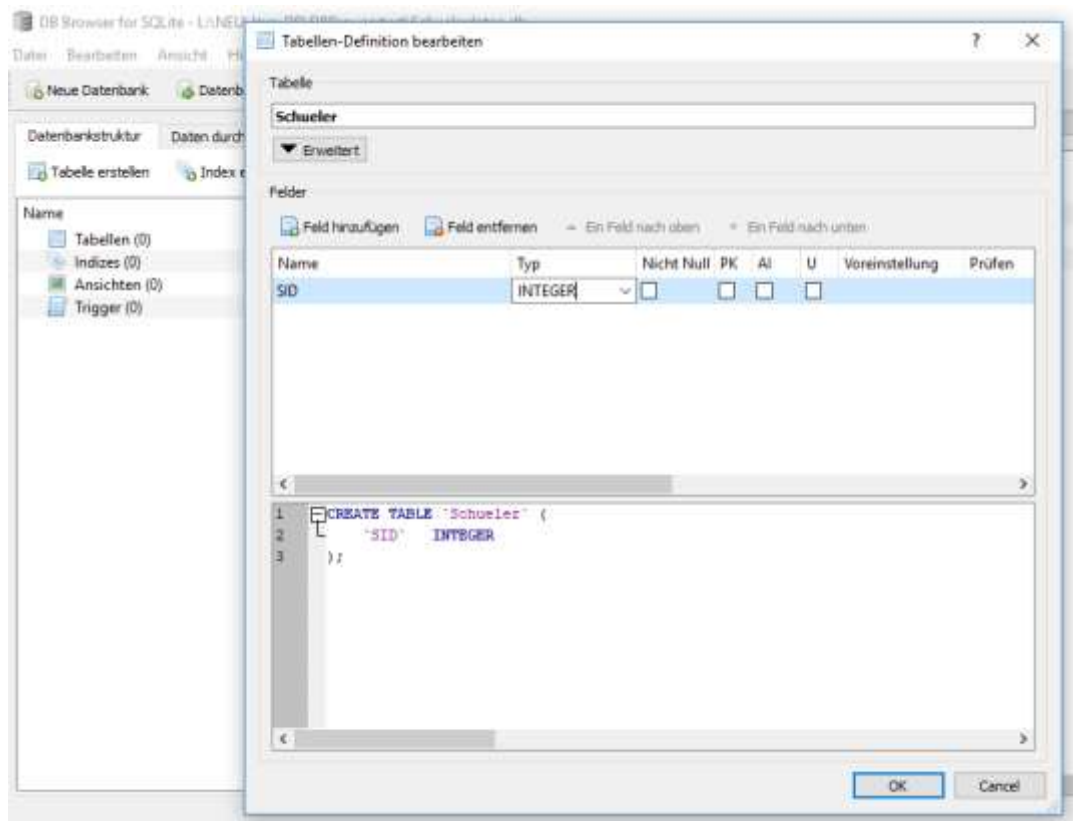 DB Browser for SQLite - L:\NEU
Datei Bearbeiten Ansicht
Neue Datenbank
Datenbankstruktur Daten durch
Tabelle erstellen Index e
Name
Tabellen (0)
Indizes (0)
Ansichten (0)
Trigger (0)
Tabellen-Definition bearbeiten ? ×
Tabelle
Schueler
Erweitert
Felder
Feld hinzufügen Feld entfernen Ein Feld nach oben Ein Feld nach unten
Name Typ Nicht Null PK AI U Voreinstellung Prüfen
SID INTEGER
1 CREATE TABLE `Schueler` (
2 `SID` INTEGER
3 );
OK Cancel